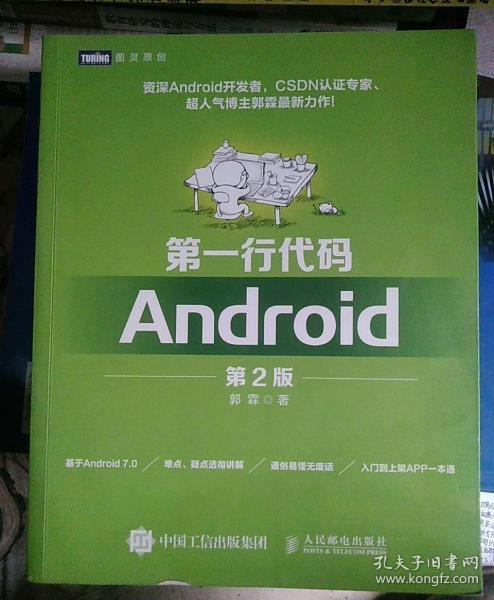 TURING 图灵原创
资深Android开发者，CSDN认证专家、
超人气博主郭霖最新力作！
第一行代码
Android
第2版
郭霖 著
基于Android 7.0 / 难点、疑点透彻讲解 / 通俗易懂无废话 / 入门到上架APP一本通
中国工信出版集团 人民邮电出版社
POSTS & TELECOM PRESS
孔夫子旧书网
www.kongfz.com